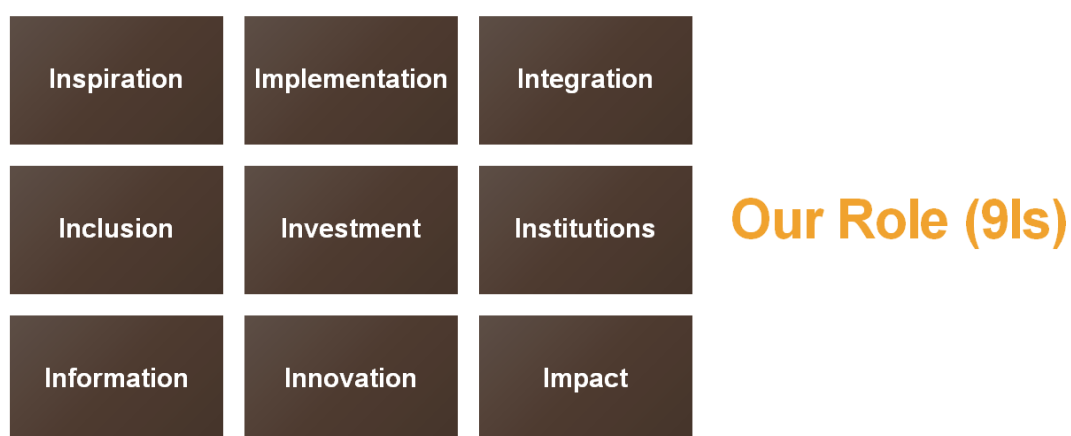 Inspiration
Implementation
Integration
Inclusion
Investment
Institutions
Our Role (9Is)
Information
Innovation
Impact